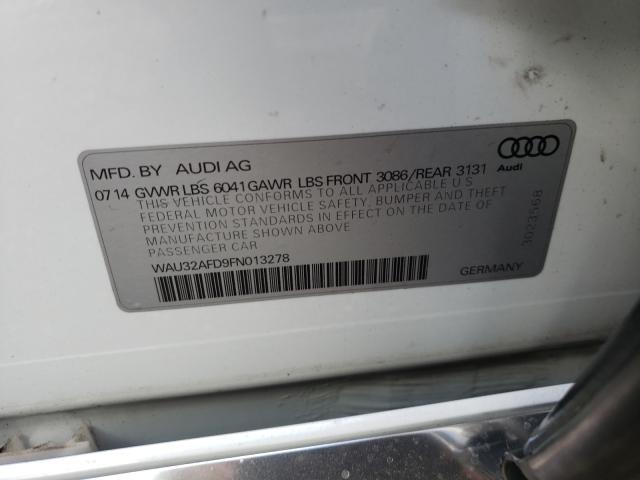 MFD. BY AUDI AG
07 14 GVWR LBS 6041 GAWR LBS FRONT 3086/REAR 3131
THIS VEHICLE CONFORMS TO ALL APPLICABLE U S
FEDERAL MOTOR VEHICLE SAFETY, BUMPER AND THEFT
PREVENTION STANDARDS IN EFFECT ON THE DATE OF
MANUFACTURE SHOWN ABOVE
PASSENGER CAR
WAU32AFD9FN013278
GERMANY
Audi
3023568